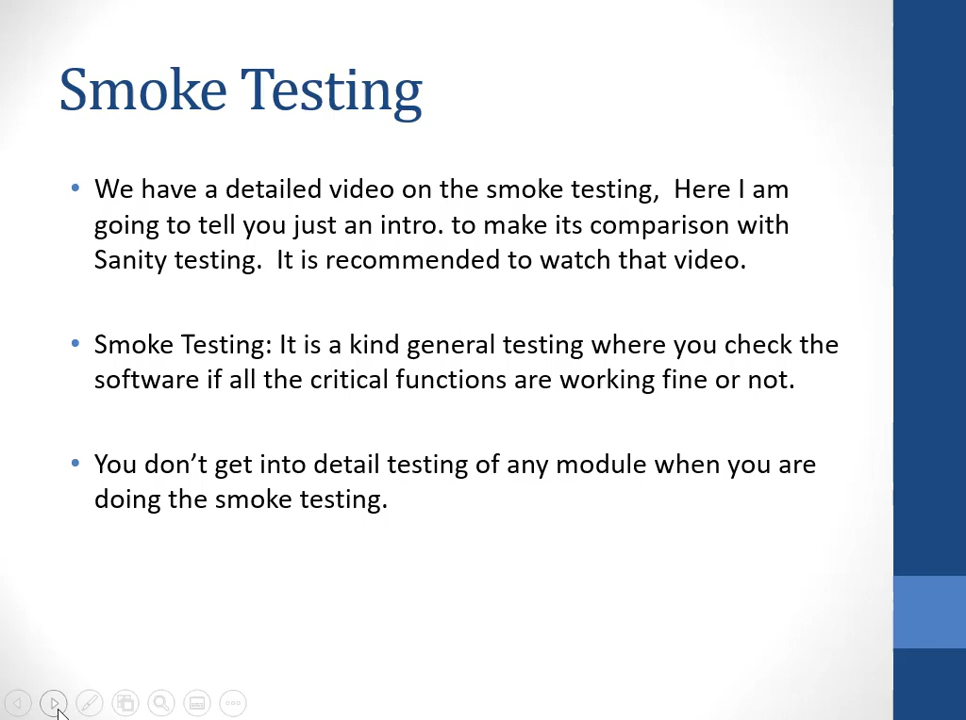 Smoke Testing
• We have a detailed video on the smoke testing,  Here I am
going to tell you just an intro. to make its comparison with
Sanity testing.  It is recommended to watch that video.
• Smoke Testing: It is a kind general testing where you check the
software if all the critical functions are working fine or not.
• You don’t get into detail testing of any module when you are
doing the smoke testing.